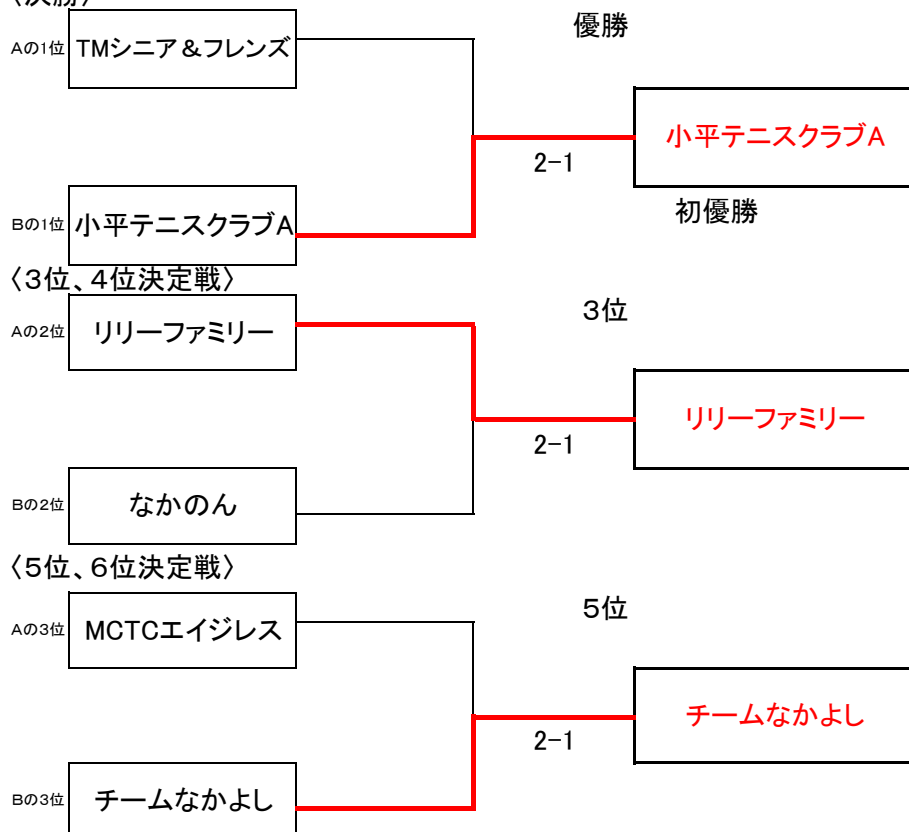 〈決勝〉
優勝
Aの1位 TMシニア&フレンズ
小平テニスクラブA
2-1
初優勝
Bの1位 小平テニスクラブA
〈3位、4位決定戦〉
3位
Aの2位 リリーファミリー
リリーファミリー
2-1
Bの2位 なかのん
〈5位、6位決定戦〉
5位
Aの3位 MCTCエイジレス
チームなかよし
2-1
Bの3位 チームなかよし